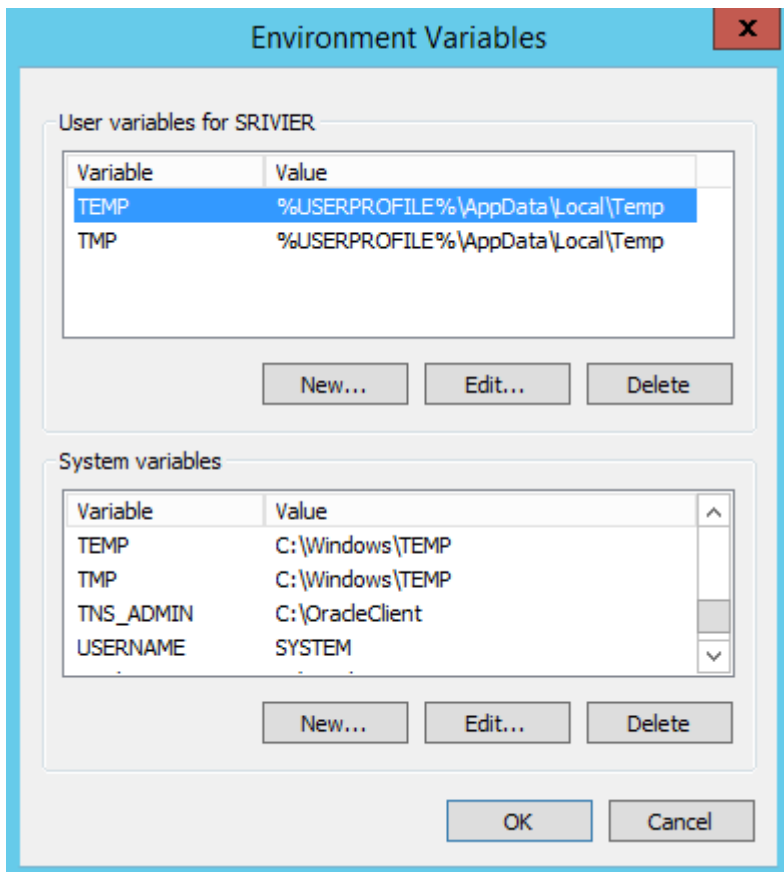 Environment Variables
x
User variables for SRIVIER
Variable Value
TEMP %USERPROFILE%\AppData\Local\Temp
TMP %USERPROFILE%\AppData\Local\Temp
New... Edit... Delete
System variables
Variable Value
TEMP C:\Windows\TEMP
TMP C:\Windows\TEMP
TNS_ADMIN C:\OracleClient
USERNAME SYSTEM
New... Edit... Delete
OK Cancel